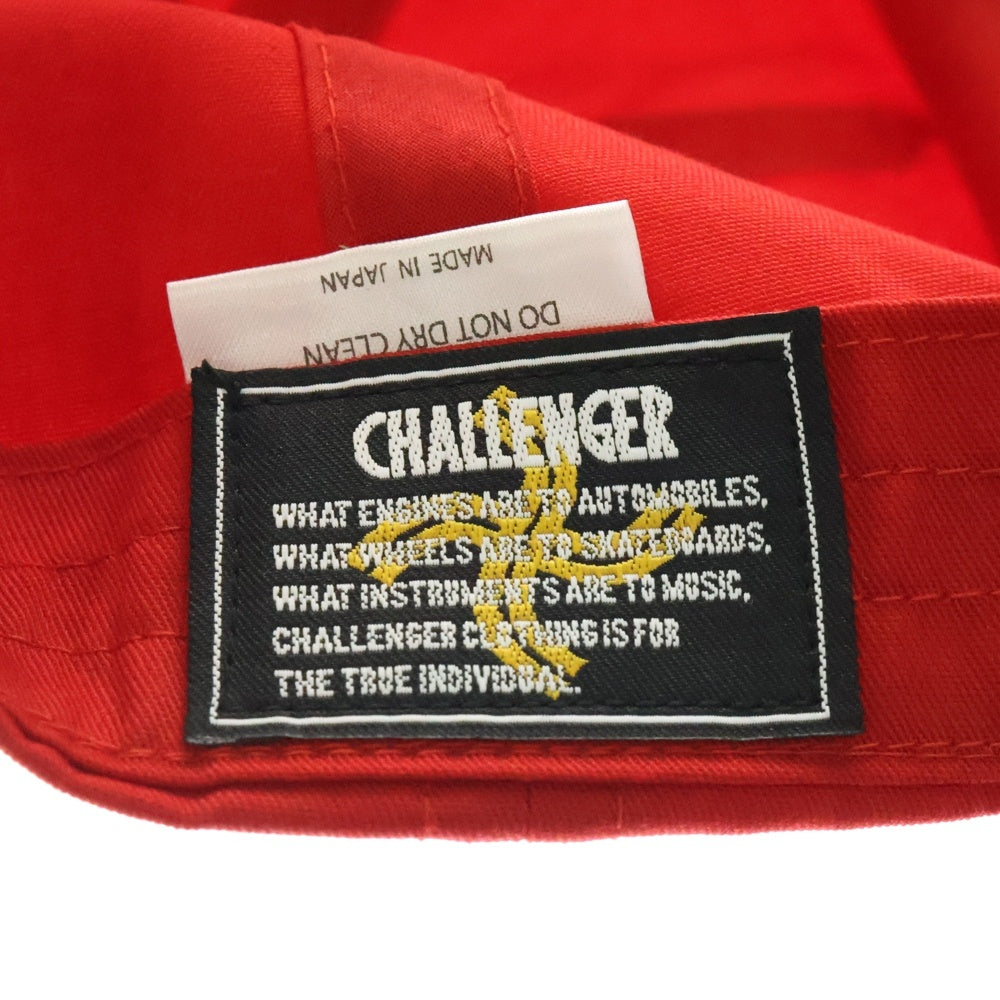 MADE IN JAPAN
DO NOT DRY CLEAN
CHALLENGER
WHAT ENGINES ARE TO AUTOMOBILES,
WHAT WHEELS ARE TO SKATEBOARDS,
WHAT INSTRUMENTS ARE TO MUSIC,
CHALLENGER CLOTHING IS FOR
THE TRUE INDIVIDUAL.